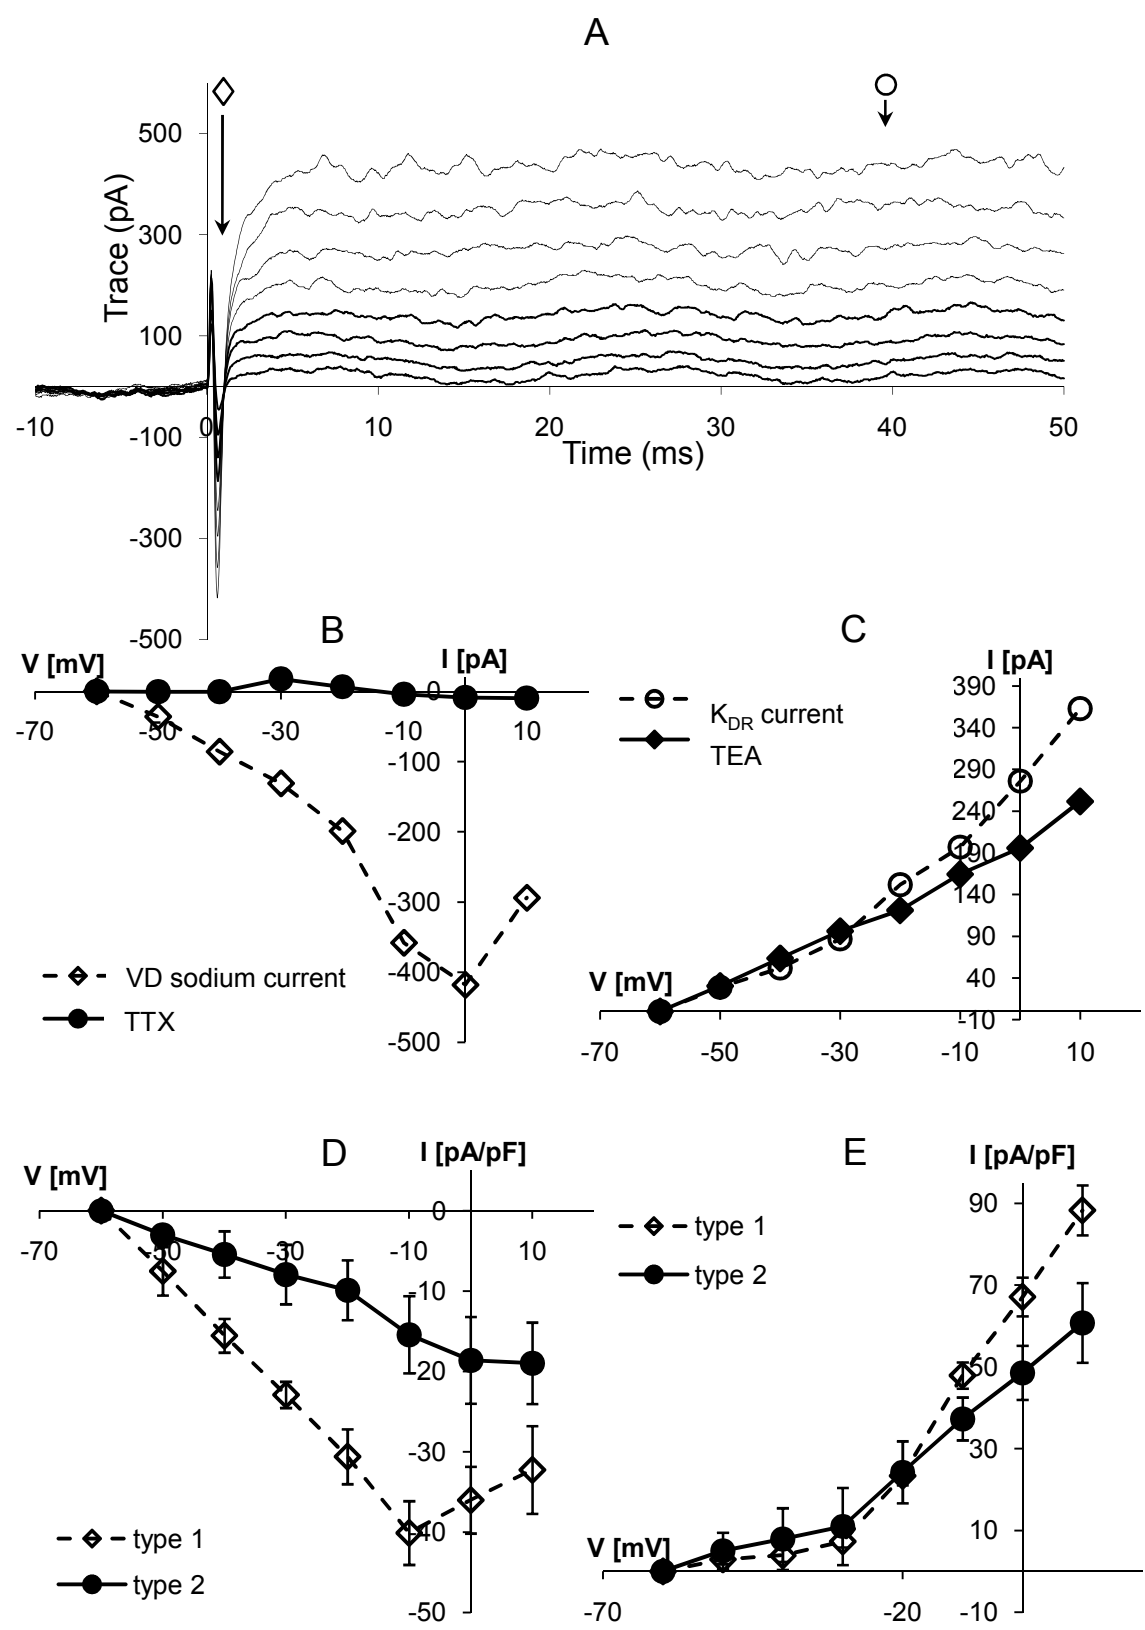 A
500
300
100
-100
-300
-500
Trace (pA)
-10 0 10 20 30 40 50
Time (ms)
B
V [mV] I [pA]
0
-70 -50 -30 -10 10
-100
-200
-300
-400
-500
VD sodium current
TTX
C
I [pA]
390
340
290
240
190
140
90
40
-10
K_DR current
TEA
V [mV]
-70 -50 -30 -10 10
D
I [pA/pF]
V [mV]
0
-70 -50 -30 -10 10
-10
-20
-30
-40
-50
type 1
type 2
E
I [pA/pF]
90
70
50
30
10
-10
type 1
type 2
V [mV]
-70 -20